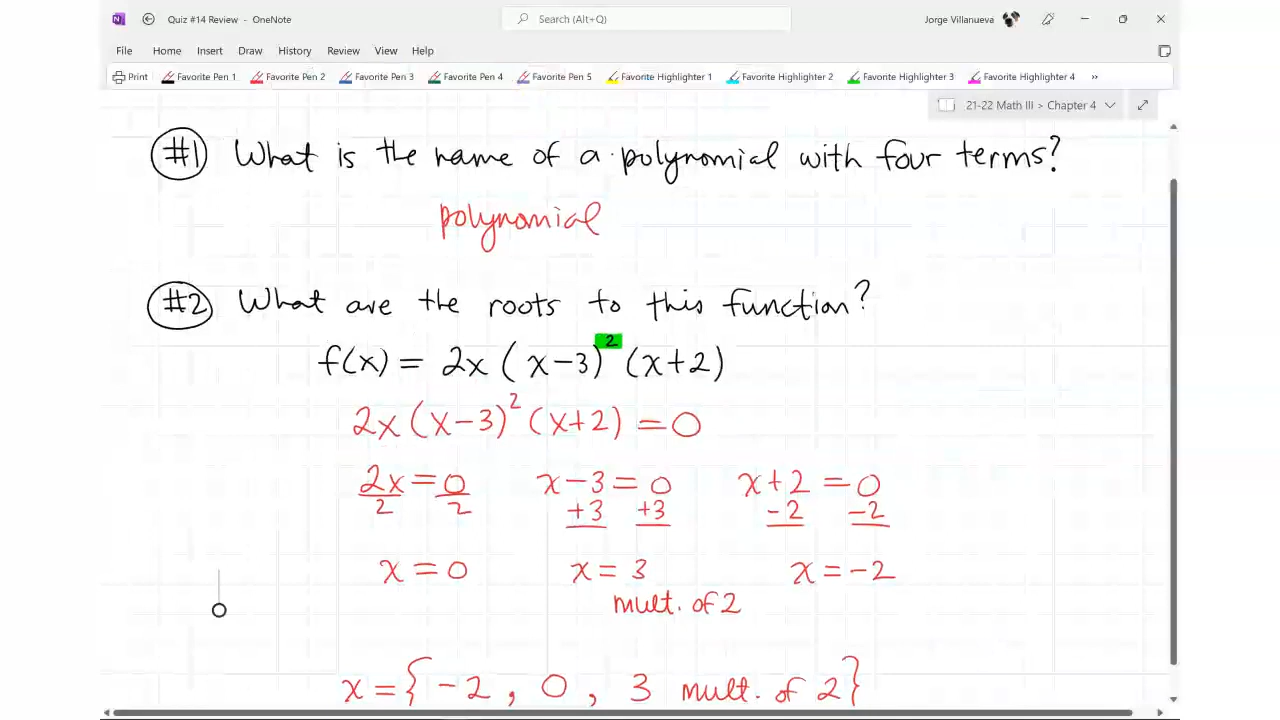 Quiz #14 Review - OneNote
Search (Alt+Q)
Jorge Villanueva
File Home Insert Draw History Review View Help
Print Favorite Pen 1 Favorite Pen 2 Favorite Pen 3 Favorite Pen 4 Favorite Pen 5 Favorite Highlighter 1 Favorite Highlighter 2 Favorite Highlighter 3 Favorite Highlighter 4 »
21-22 Math III > Chapter 4
#1 What is the name of a polynomial with four terms?
polynomial
#2 What are the roots to this function?
f(x) = 2x (x-3)² (x+2)
2x (x-3)² (x+2) = 0
2x = 0 x-3 = 0 x+2 = 0
2 2 +3 +3 -2 -2
x = 0 x = 3 x = -2
mult. of 2
x = { -2 , 0 , 3 mult. of 2}